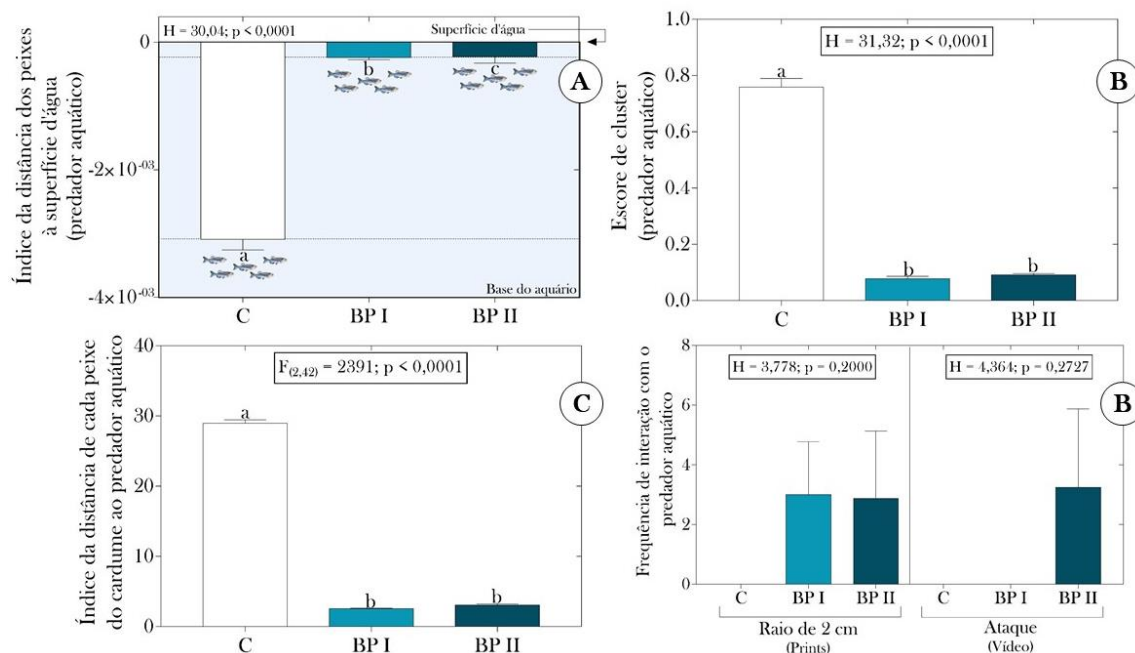 H = 30,04; p < 0,0001
Superfície d'água
A
Índice da distância dos peixes
à superfície d'água
(predador aquático)
0
-2× 10⁻⁰³
-4× 10⁻⁰³
b
c
a
Base do aquário
C
BP I
BP II
H = 31,32; p < 0,0001
B
Escore de cluster
(predador aquático)
1.0
0.8
0.6
0.4
0.2
0.0
a
b
b
C
BP I
BP II
F(2,42) = 2391; p < 0,0001
C
Índice da distância de cada peixe
do cardume ao predador aquático
40
30
20
10
0
a
b
b
C
BP I
BP II
H = 3,778; p = 0,2000
H = 4,364; p = 0,2727
B
Frequência de interação com o
predador aquático
8
6
4
2
0
C
BP I
BP II
C
BP I
BP II
Raio de 2 cm
(Prints)
Ataque
(Vídeo)